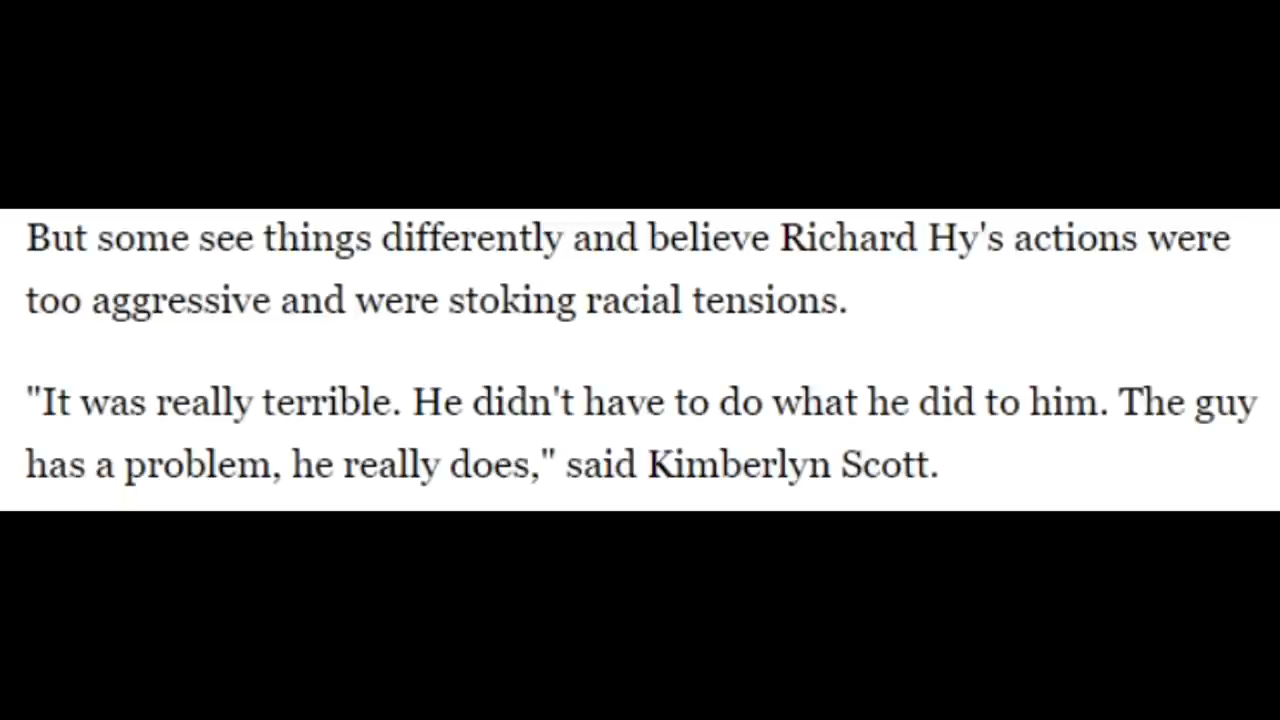 But some see things differently and believe Richard Hy's actions were
too aggressive and were stoking racial tensions.
"It was really terrible. He didn't have to do what he did to him. The guy
has a problem, he really does," said Kimberlyn Scott.